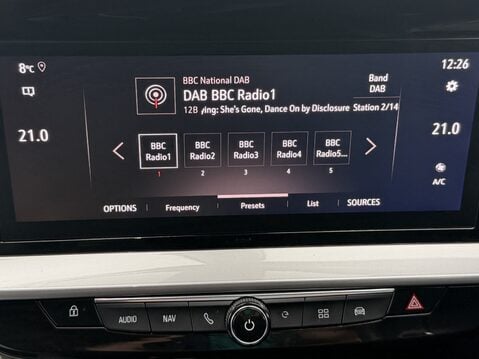 8°C
12:26
BBC National DAB
Band
DAB
DAB BBC Radio1
12B ying: She's Gone, Dance On by Disclosure
Station 2/14
21.0
21.0
BBC Radio1
BBC Radio2
BBC Radio3
BBC Radio4
BBC Radio5...
1
2
3
4
5
A/C
OPTIONS
Frequency
Presets
List
SOURCES
AUDIO
NAV